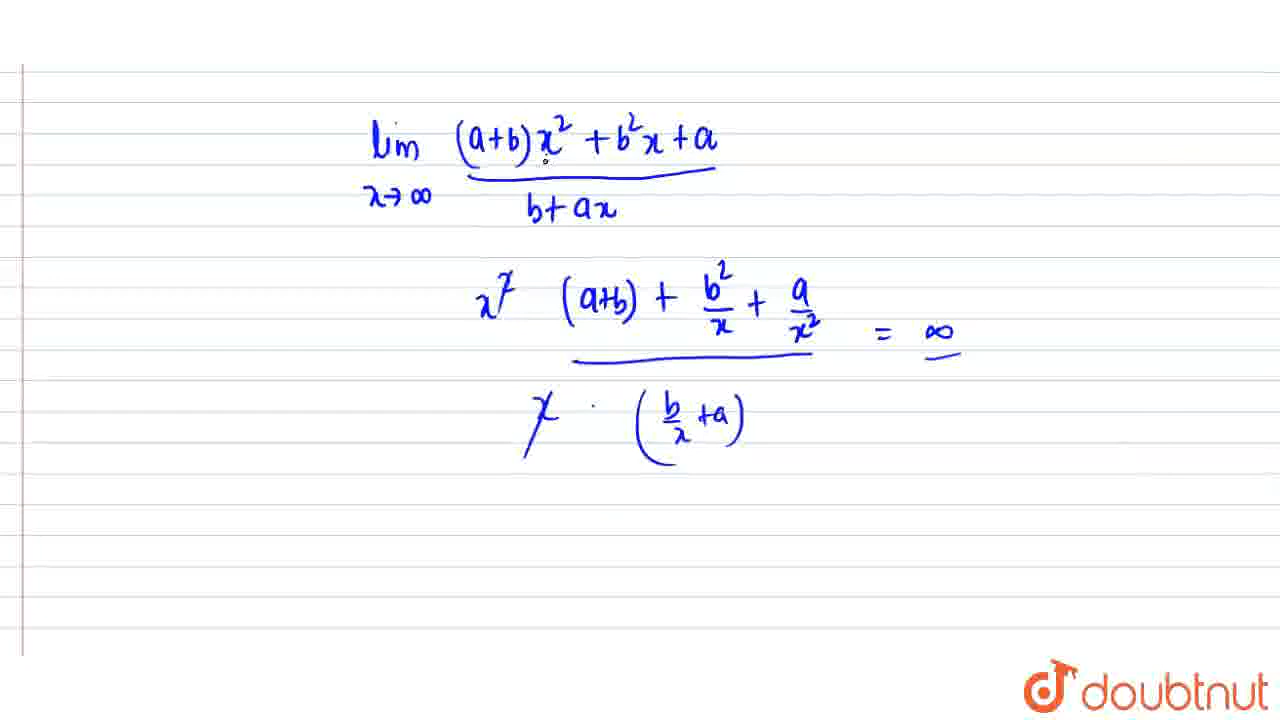 lim (a+b)x² + b²x + a
x→∞ b+ax
x² (a+b) + b²/x + a/x² = ∞
x · (b/x + a)
doubtnut